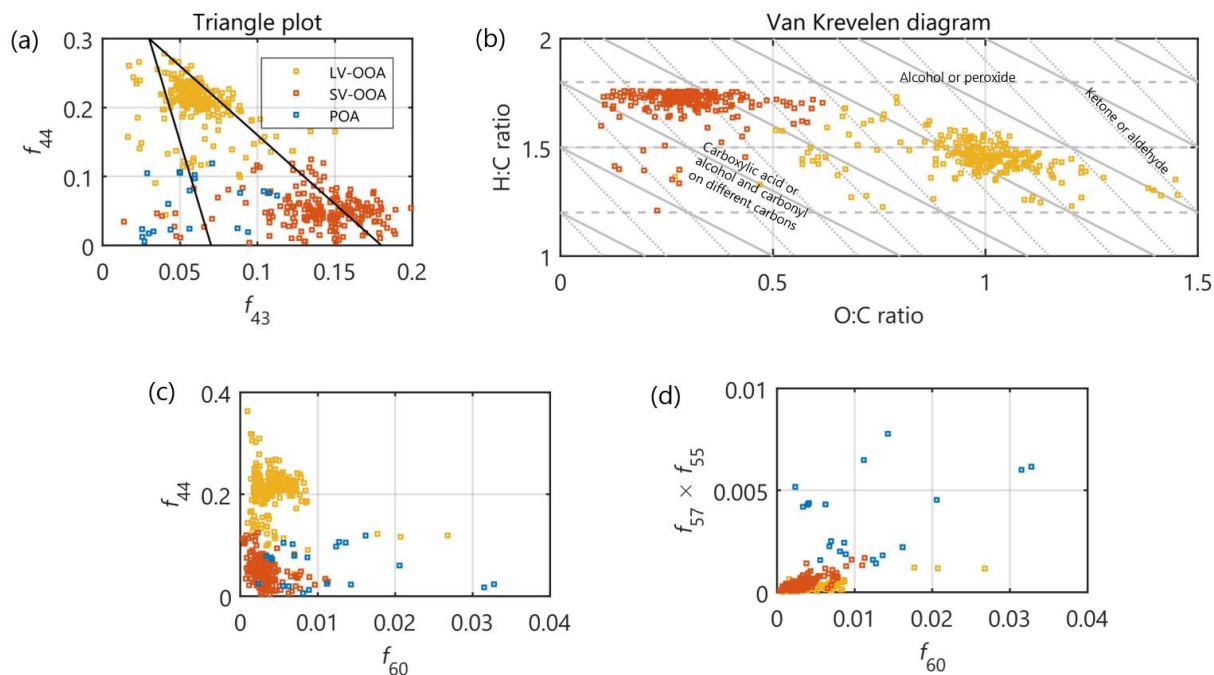 (a)
Triangle plot
f44
0.3
0.2
0.1
0
0
0.05
0.1
0.15
0.2
f43
LV-OOA
SV-OOA
POA
(b)
Van Krevelen diagram
H:C ratio
2
1.5
1
0
0.5
1
1.5
O:C ratio
Alcohol or peroxide
Ketone or aldehyde
Carboxylic acid or
alcohol and carbonyl
on different carbons
(c)
f44
0.4
0.2
0
0
0.01
0.02
0.03
0.04
f60
(d)
f57 × f55
0.01
0.005
0
0
0.01
0.02
0.03
0.04
f60